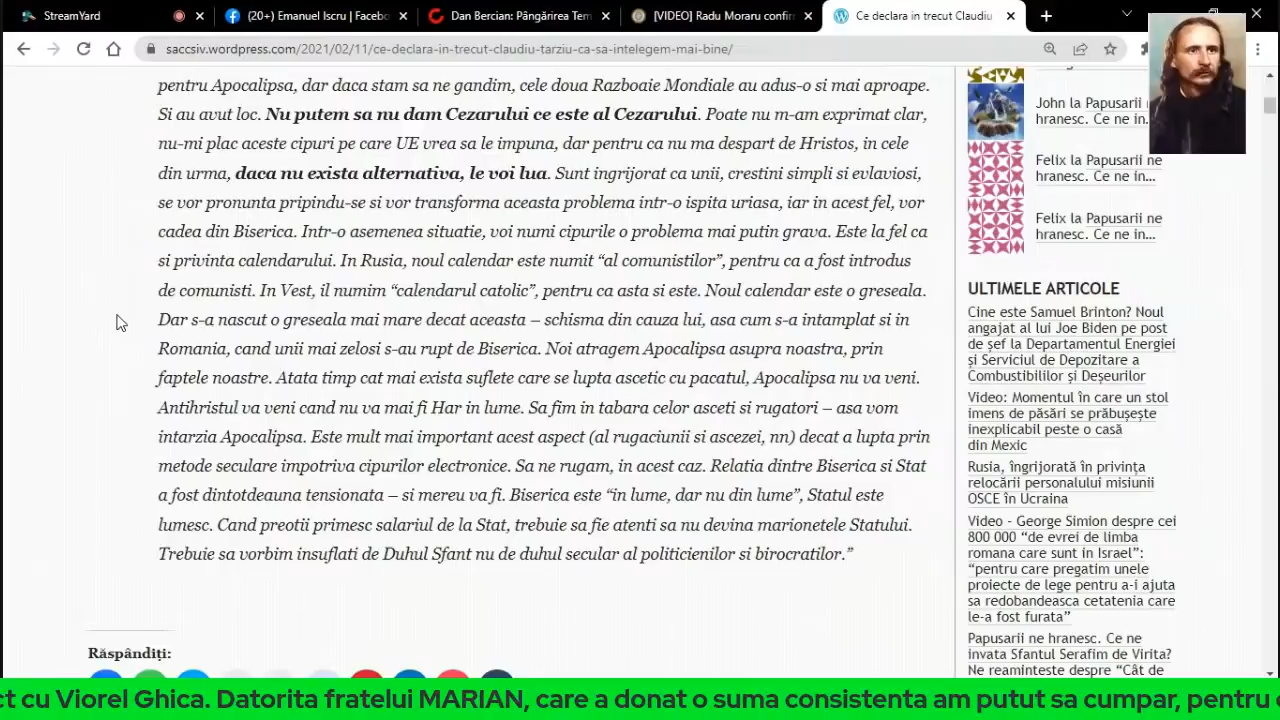 StreamYard
(20+) Emanuel Iscru | Facebo
Dan Bercian: Pângărirea Tem
[VIDEO] Radu Moraru confir
Ce declara in trecut Claudiu
saccsiv.wordpress.com/2021/02/11/ce-declara-in-trecut-claudiu-tarziu-ca-sa-intelegem-mai-bine/
pentru Apocalipsa, dar daca stam sa ne gandim, cele doua Razboaie Mondiale au adus-o si mai aproape.
Si au avut loc. Nu putem sa nu dam Cezarului ce este al Cezarului. Poate nu m-am exprimat clar,
nu-mi plac aceste cipuri pe care UE vrea sa le impuna, dar pentru ca nu ma despart de Hristos, in cele
din urma, daca nu exista alternativa, le voi lua. Sunt ingrijorat ca unii, crestini simpli si evlaviosi,
se vor pronunta pripindu-se si vor transforma aceasta problema intr-o ispita uriasa, iar in acest fel, vor
cadea din Biserica. Intr-o asemenea situatie, voi numi cipurile o problema mai putin grava. Este la fel ca
si privinta calendarului. In Rusia, noul calendar este numit “al comunistilor”, pentru ca a fost introdus
de comunisti. In Vest, il numim “calendarul catolic”, pentru ca asta si este. Noul calendar este o greseala.
Dar s-a nascut o greseala mai mare decat aceasta – schisma din cauza lui, asa cum s-a intamplat si in
Romania, cand unii mai zelosi s-au rupt de Biserica. Noi atragem Apocalipsa asupra noastra, prin
faptele noastre. Atata timp cat mai exista suflete care se lupta ascetic cu pacatul, Apocalipsa nu va veni.
Antihristul va veni cand nu va mai fi Har in lume. Sa fim in tabara celor asceti si rugatori – asa vom
intarzia Apocalipsa. Este mult mai important acest aspect (al rugaciunii si ascezei, nn) decat a lupta prin
metode seculare impotriva cipurilor electronice. Sa ne rugam, in acest caz. Relatia dintre Biserica si Stat
a fost dintotdeauna tensionata – si mereu va fi. Biserica este “in lume, dar nu din lume”, Statul este
lumesc. Cand preotii primesc salariul de la Stat, trebuie sa fie atenti sa nu devina marionetele Statului.
Trebuie sa vorbim insuflati de Duhul Sfant nu de duhul secular al politicienilor si birocratilor.”
Răspândiți:
John la Papusarii
hranesc. Ce ne in…
Felix la Papusarii ne
hranesc. Ce ne in…
Felix la Papusarii ne
hranesc. Ce ne in…
ULTIMELE ARTICOLE
Cine este Samuel Brinton? Noul
angajat al lui Joe Biden pe post
de șef la Departamentul Energiei
și Serviciul de Depozitare a
Combustibililor și Deșeurilor
Video: Momentul în care un stol
imens de păsări se prăbușește
inexplicabil peste o casă
din Mexic
Rusia, îngrijorată în privința
relocării personalului misiunii
OSCE în Ucraina
Video - George Simion despre cei
800 000 “de evrei de limba
romana care sunt in Israel”:
“pentru care pregatim unele
proiecte de lege pentru a-i ajuta
sa redobandeasca cetatenia care
le-a fost furata”
Papusarii ne hranesc. Ce ne
invata Sfantul Serafim de Virita?
Ne reaminteste despre “Cât de
ct cu Viorel Ghica. Datorita fratelui MARIAN, care a donat o suma consistenta am putut sa cumpar, pentru